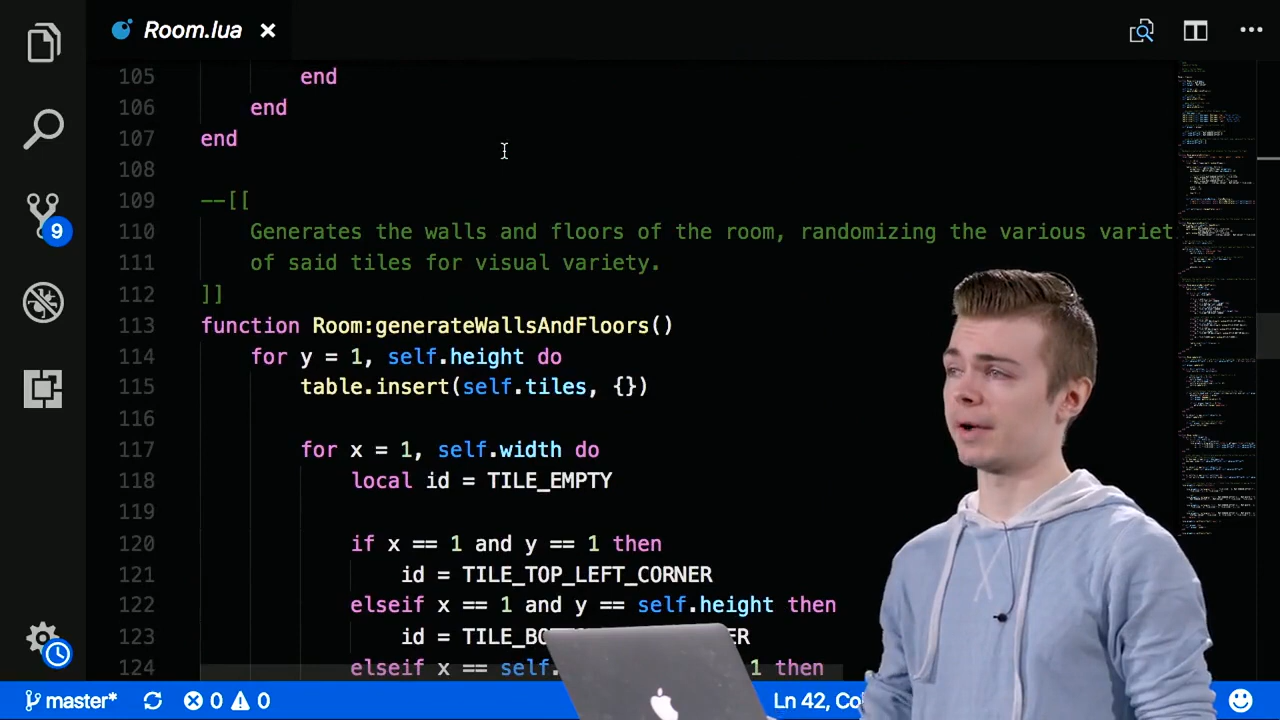 Room.lua ×
105 end
106 end
107 end
108
109 --[[
110 Generates the walls and floors of the room, randomizing the various variet
111 of said tiles for visual variety.
112 ]]
113 function Room:generateWallsAndFloors()
114 for y = 1, self.height do
115 table.insert(self.tiles, {})
116
117 for x = 1, self.width do
118 local id = TILE_EMPTY
119
120 if x == 1 and y == 1 then
121 id = TILE_TOP_LEFT_CORNER
122 elseif x == 1 and y == self.height then
123 id = TILE_BO ER
124 elseif x == self. 1 then
9
master* 0 0 Ln 42, Co